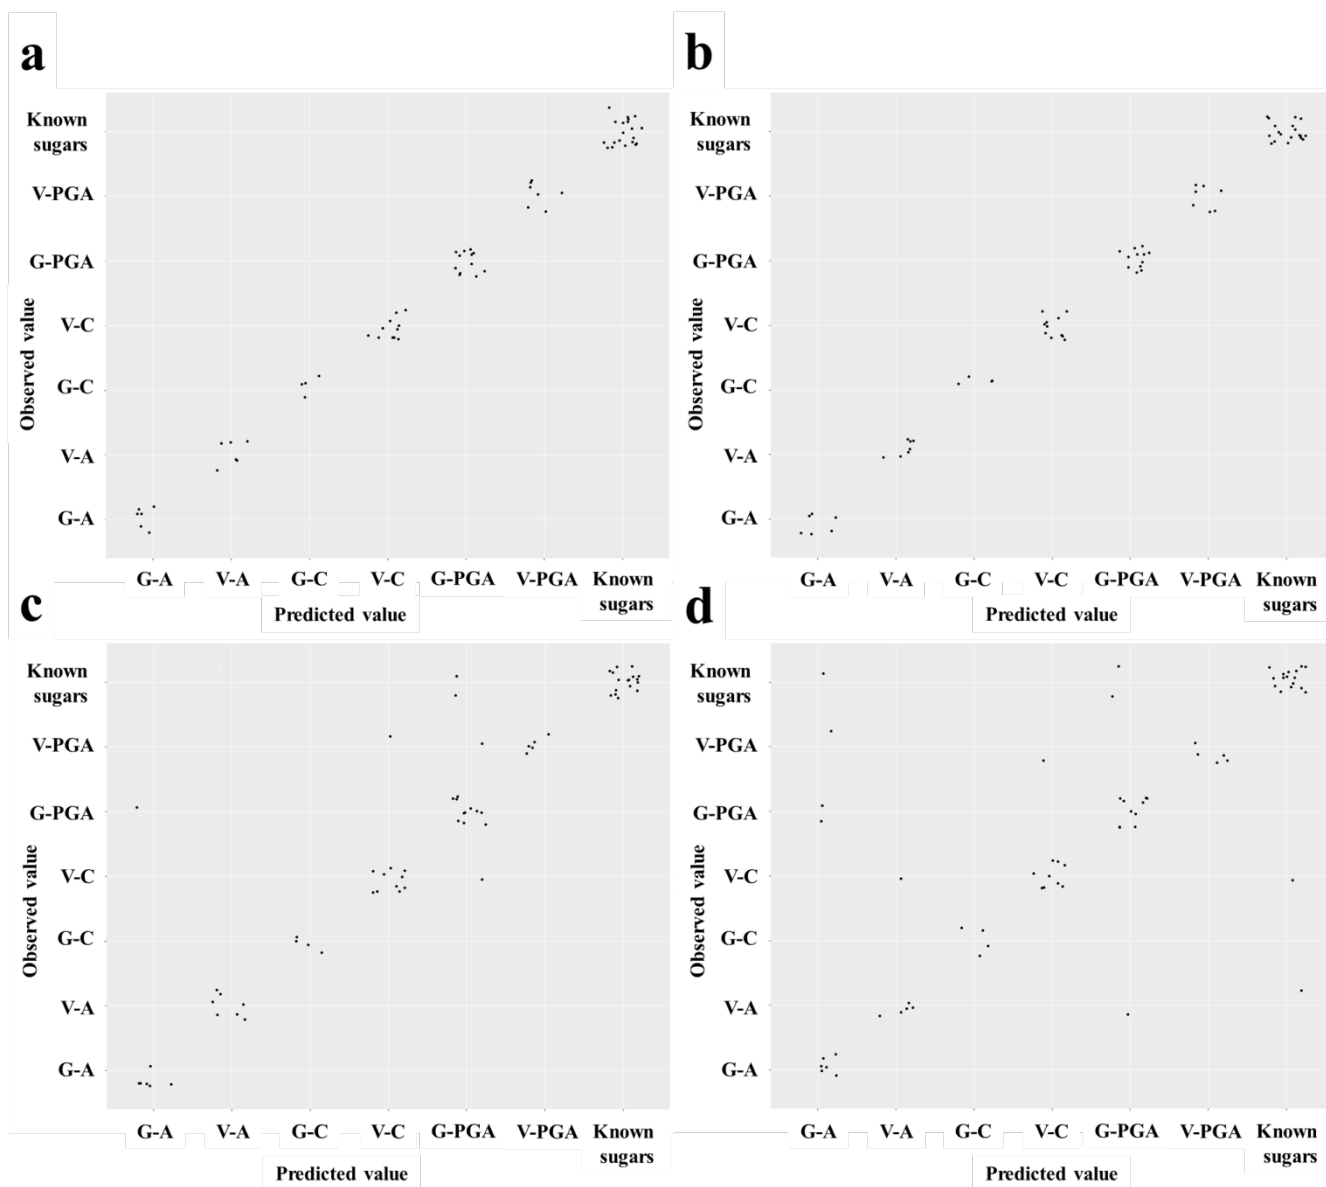 a
Known
sugars
V-PGA
G-PGA
V-C
G-C
V-A
G-A
Observed value
G-A V-A G-C V-C G-PGA V-PGA Known
sugars
Predicted value
b
Known
sugars
V-PGA
G-PGA
V-C
G-C
V-A
G-A
Observed value
G-A V-A G-C V-C G-PGA V-PGA Known
sugars
Predicted value
c
Known
sugars
V-PGA
G-PGA
V-C
G-C
V-A
G-A
Observed value
G-A V-A G-C V-C G-PGA V-PGA Known
sugars
Predicted value
d
Known
sugars
V-PGA
G-PGA
V-C
G-C
V-A
G-A
Observed value
G-A V-A G-C V-C G-PGA V-PGA Known
sugars
Predicted value